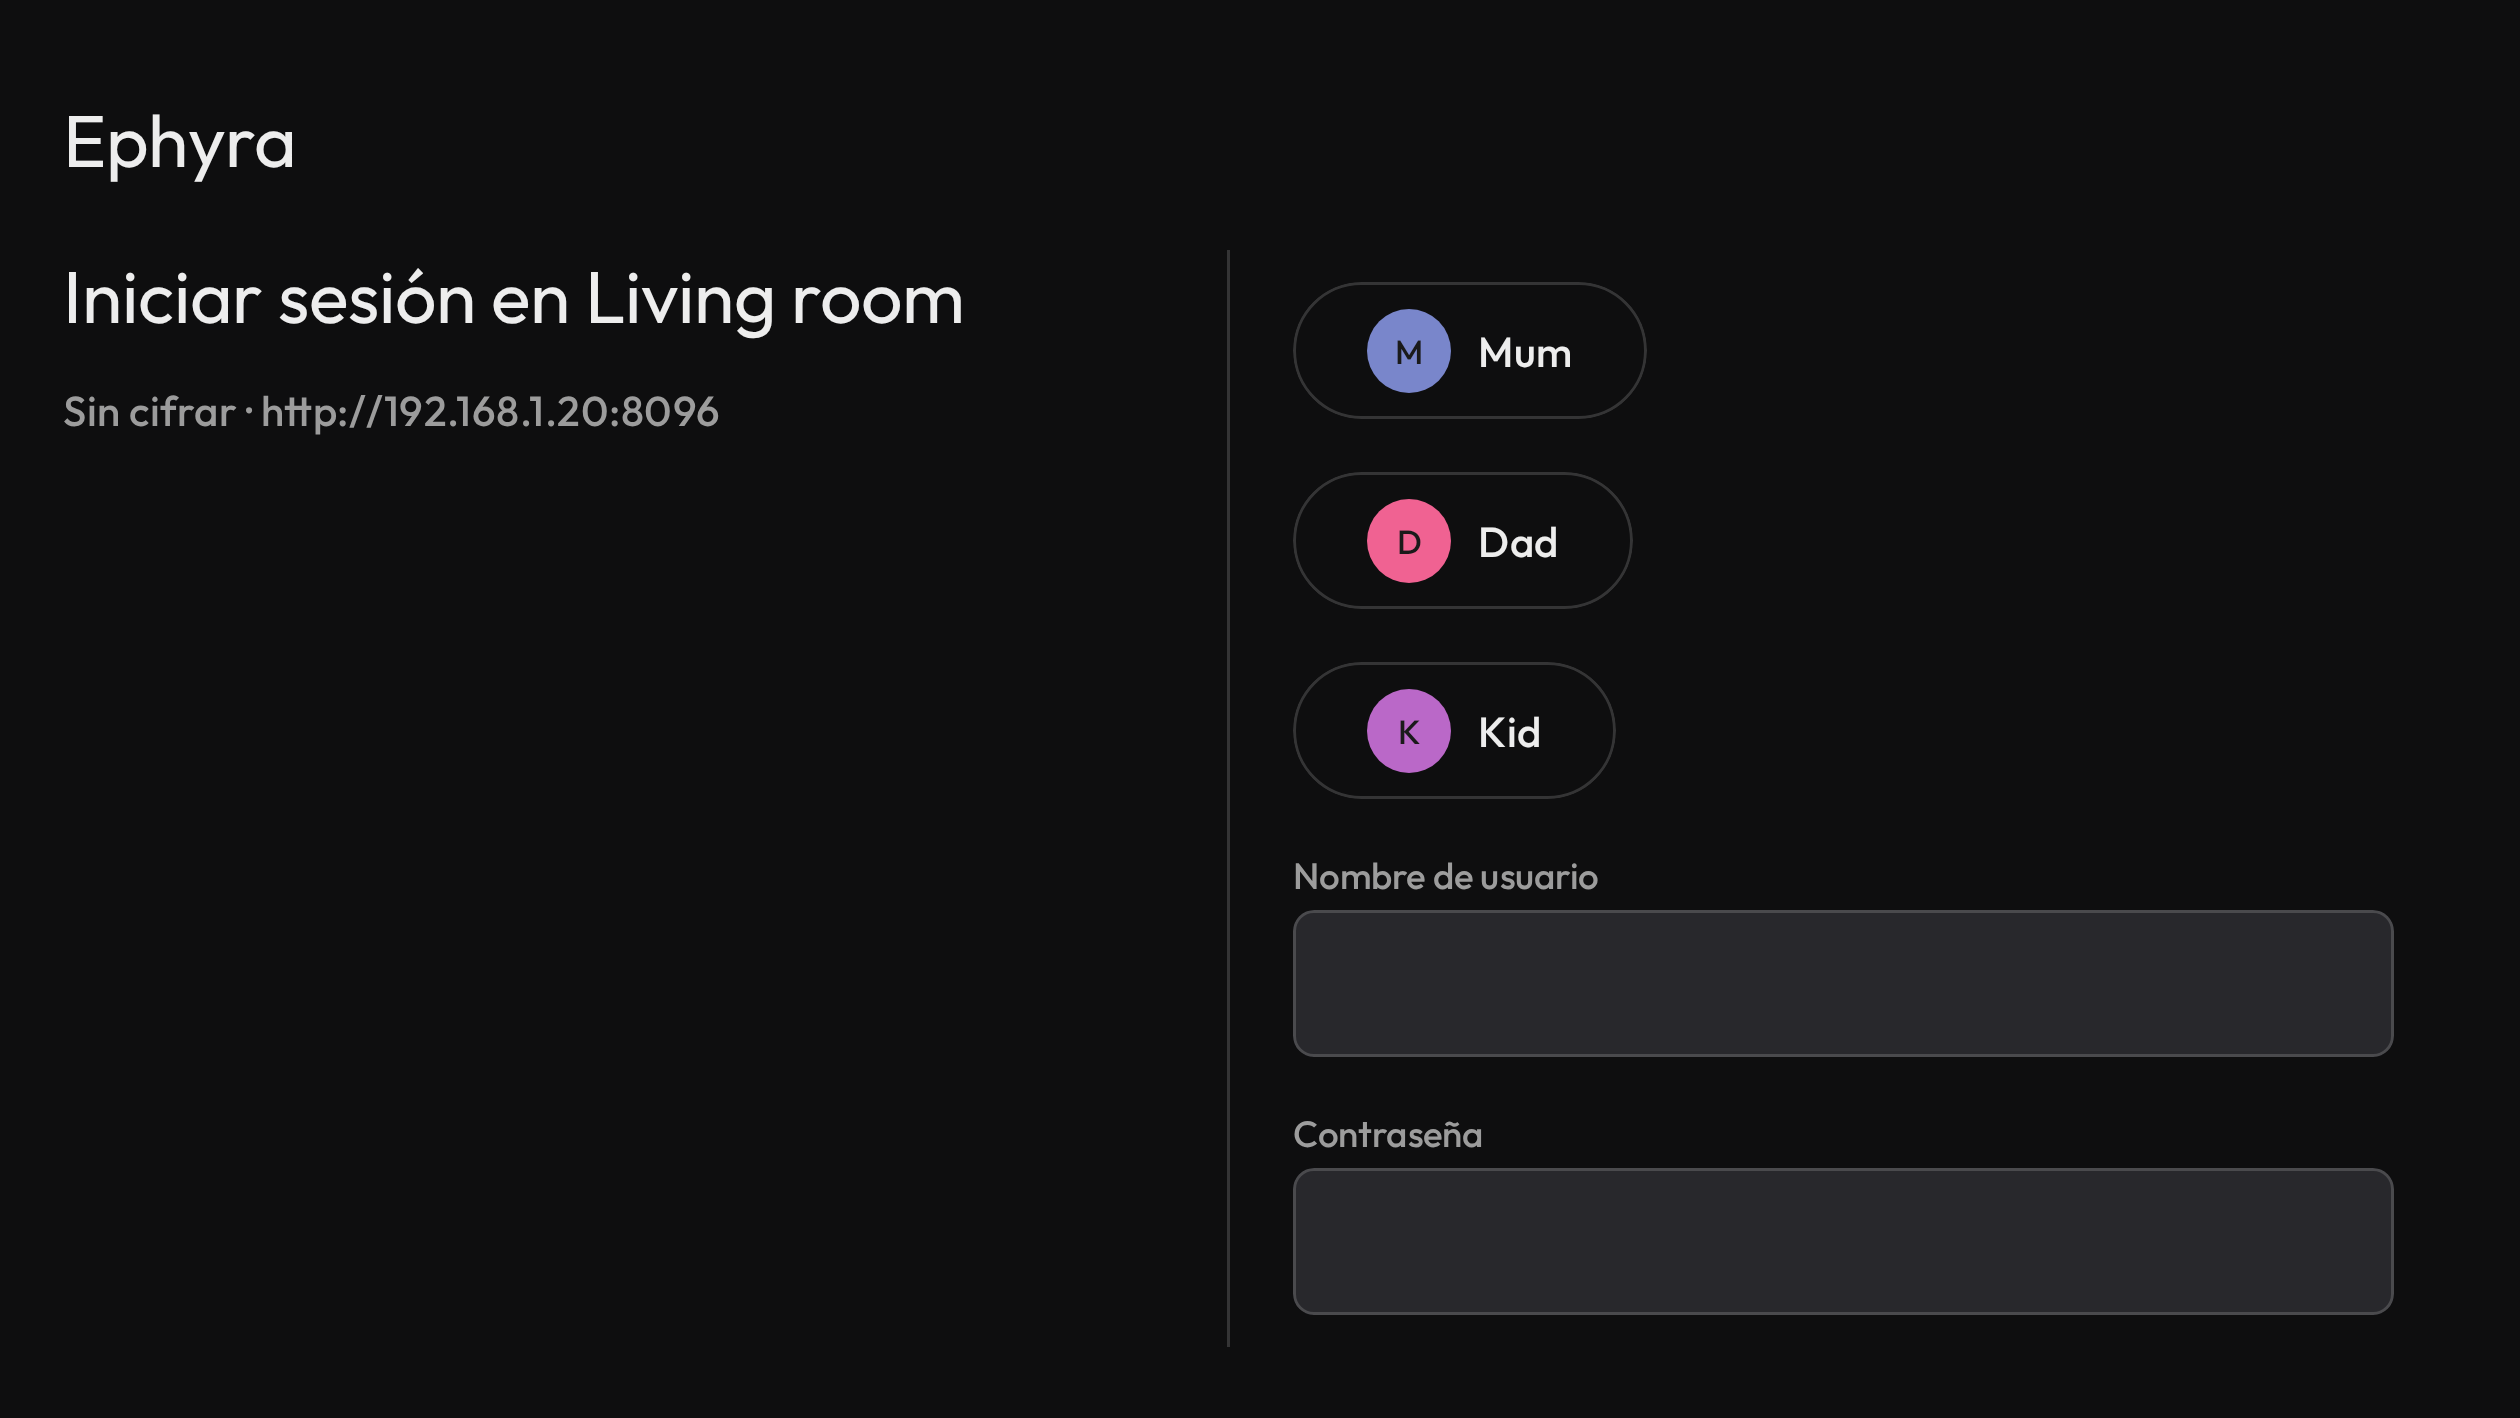 Ephyra
Iniciar sesión en Living room
Sin cifrar · http://192.168.1.20:8096
M Mum
D Dad
K Kid
Nombre de usuario
Contraseña